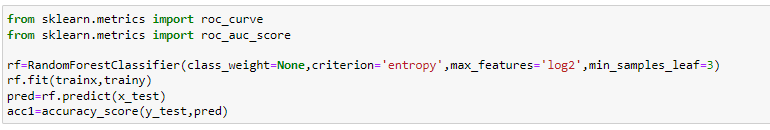 from sklearn.metrics import roc_curve
from sklearn.metrics import roc_auc_score
rf=RandomForestClassifier(class_weight=None,criterion='entropy',max_features='log2',min_samples_leaf=3)
rf.fit(trainx,trainy)
pred=rf.predict(x_test)
acc1=accuracy_score(y_test,pred)